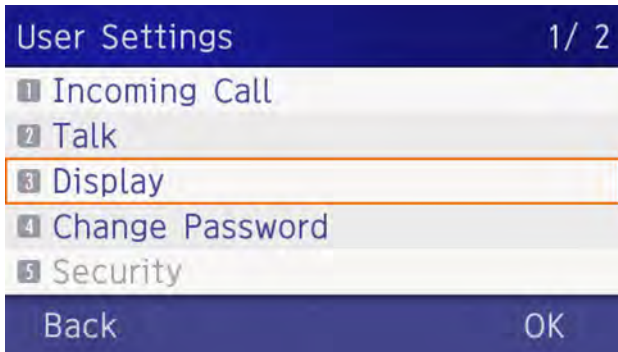 User Settings 1/ 2
1 Incoming Call
2 Talk
3 Display
4 Change Password
5 Security
Back OK